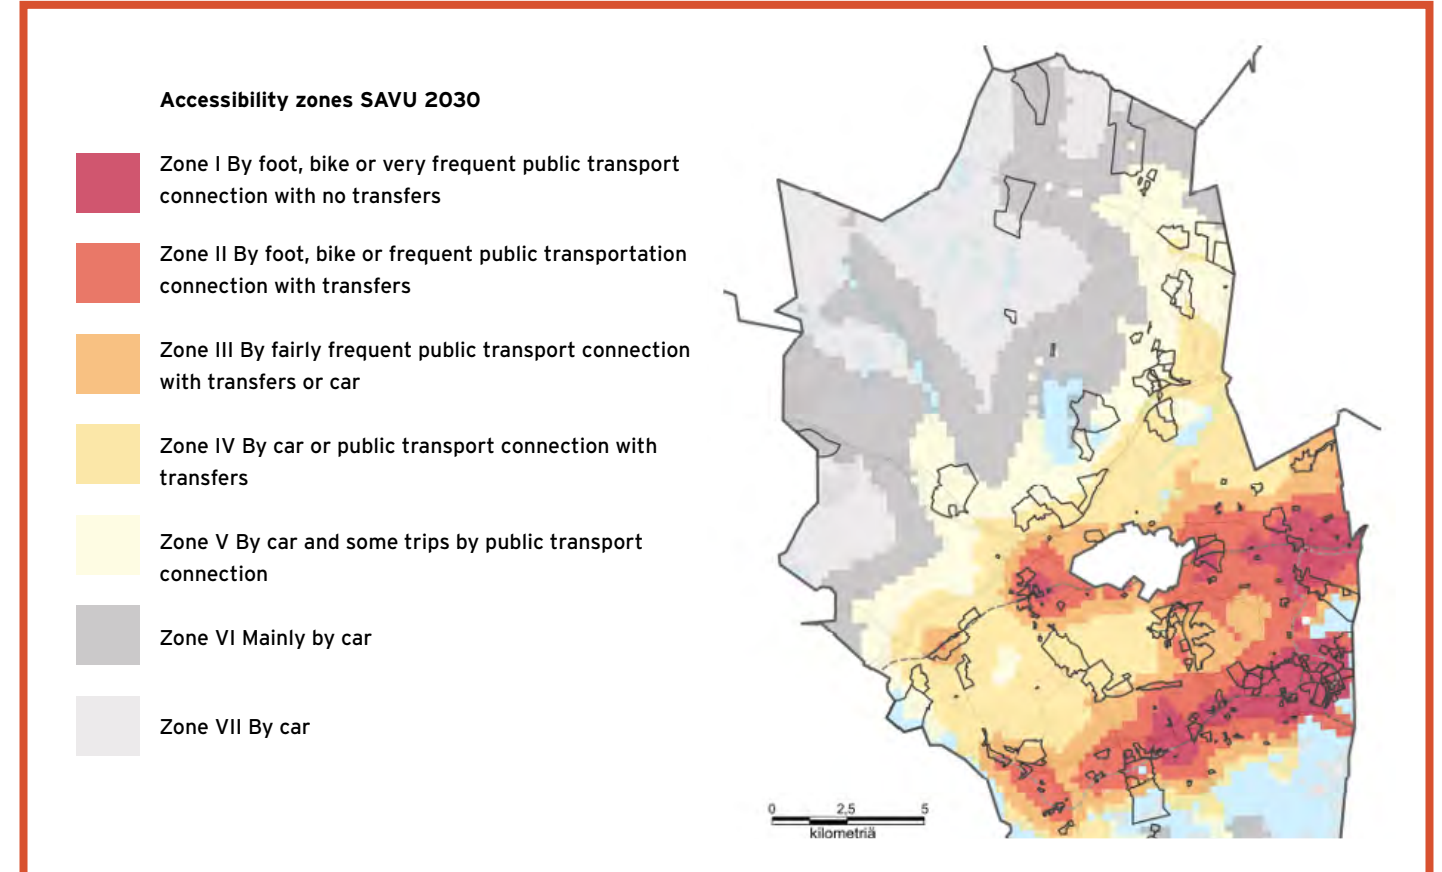 Accessibility zones SAVU 2030
Zone I By foot, bike or very frequent public transport
connection with no transfers
Zone II By foot, bike or frequent public transportation
connection with transfers
Zone III By fairly frequent public transport connection
with transfers or car
Zone IV By car or public transport connection with
transfers
Zone V By car and some trips by public transport
connection
Zone VI Mainly by car
Zone VII By car
0 2,5 5
kilometriä